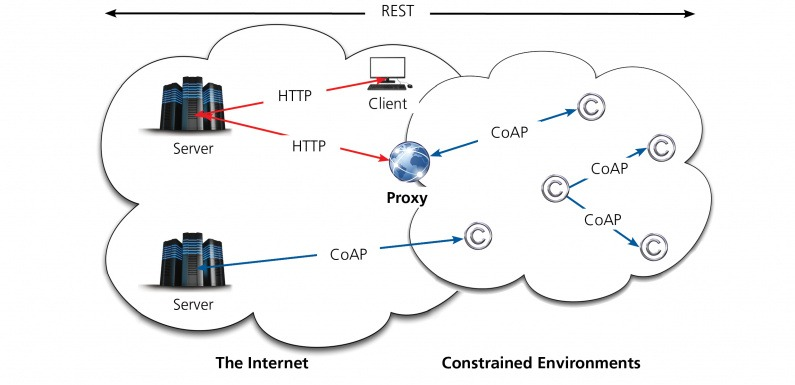 REST
HTTP
Client
Server
HTTP
CoAP
Proxy
C
C
CoAP
C
CoAP
C
Server
CoAP
C
The Internet
Constrained Environments